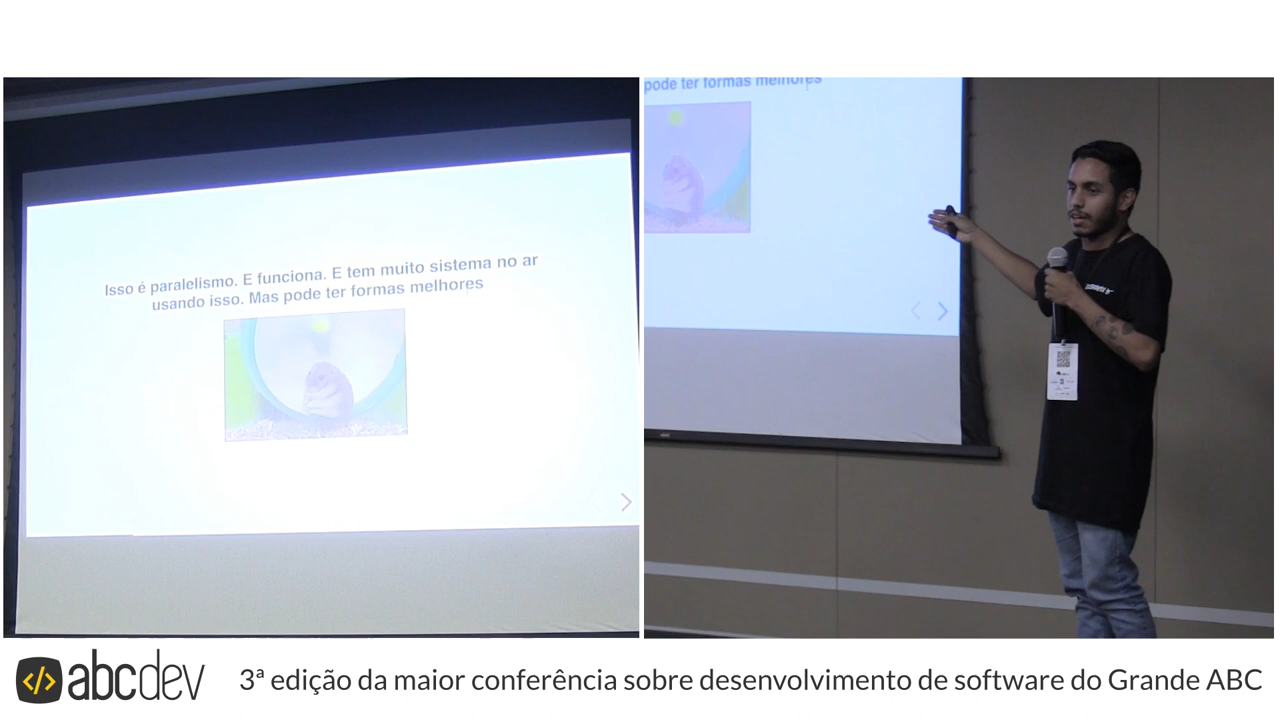 Isso é paralelismo. E funciona. E tem muito sistema no ar
usando isso. Mas pode ter formas melhores
pode ter formas melhores
abcdev
3ª edição da maior conferência sobre desenvolvimento de software do Grande ABC